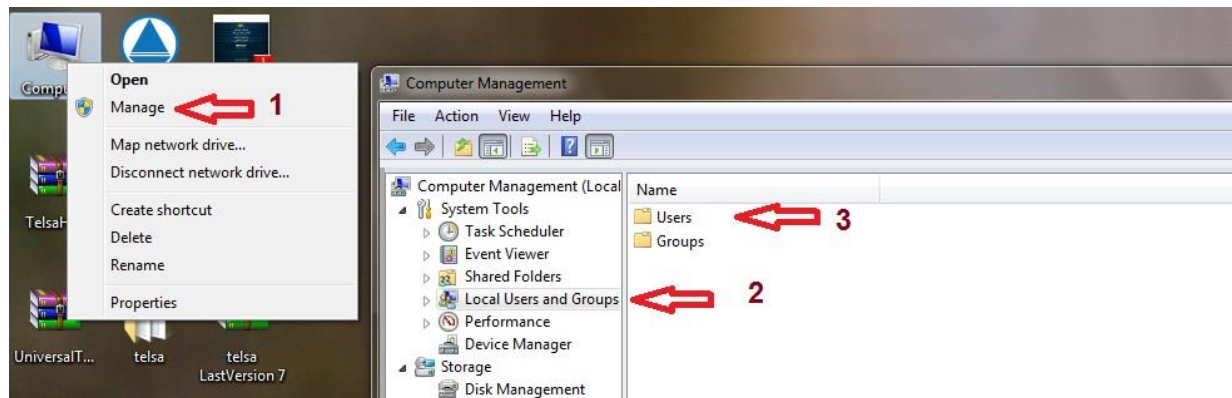 Open
Manage
1
Map network drive...
Disconnect network drive...
Create shortcut
Delete
Rename
Properties
UniversalT...
telsa
telsa
LastVersion 7
Computer Management
File Action View Help
Computer Management (Local
System Tools
Task Scheduler
Event Viewer
Shared Folders
Local Users and Groups
2
Performance
Device Manager
Storage
Disk Management
Name
Users
3
Groups